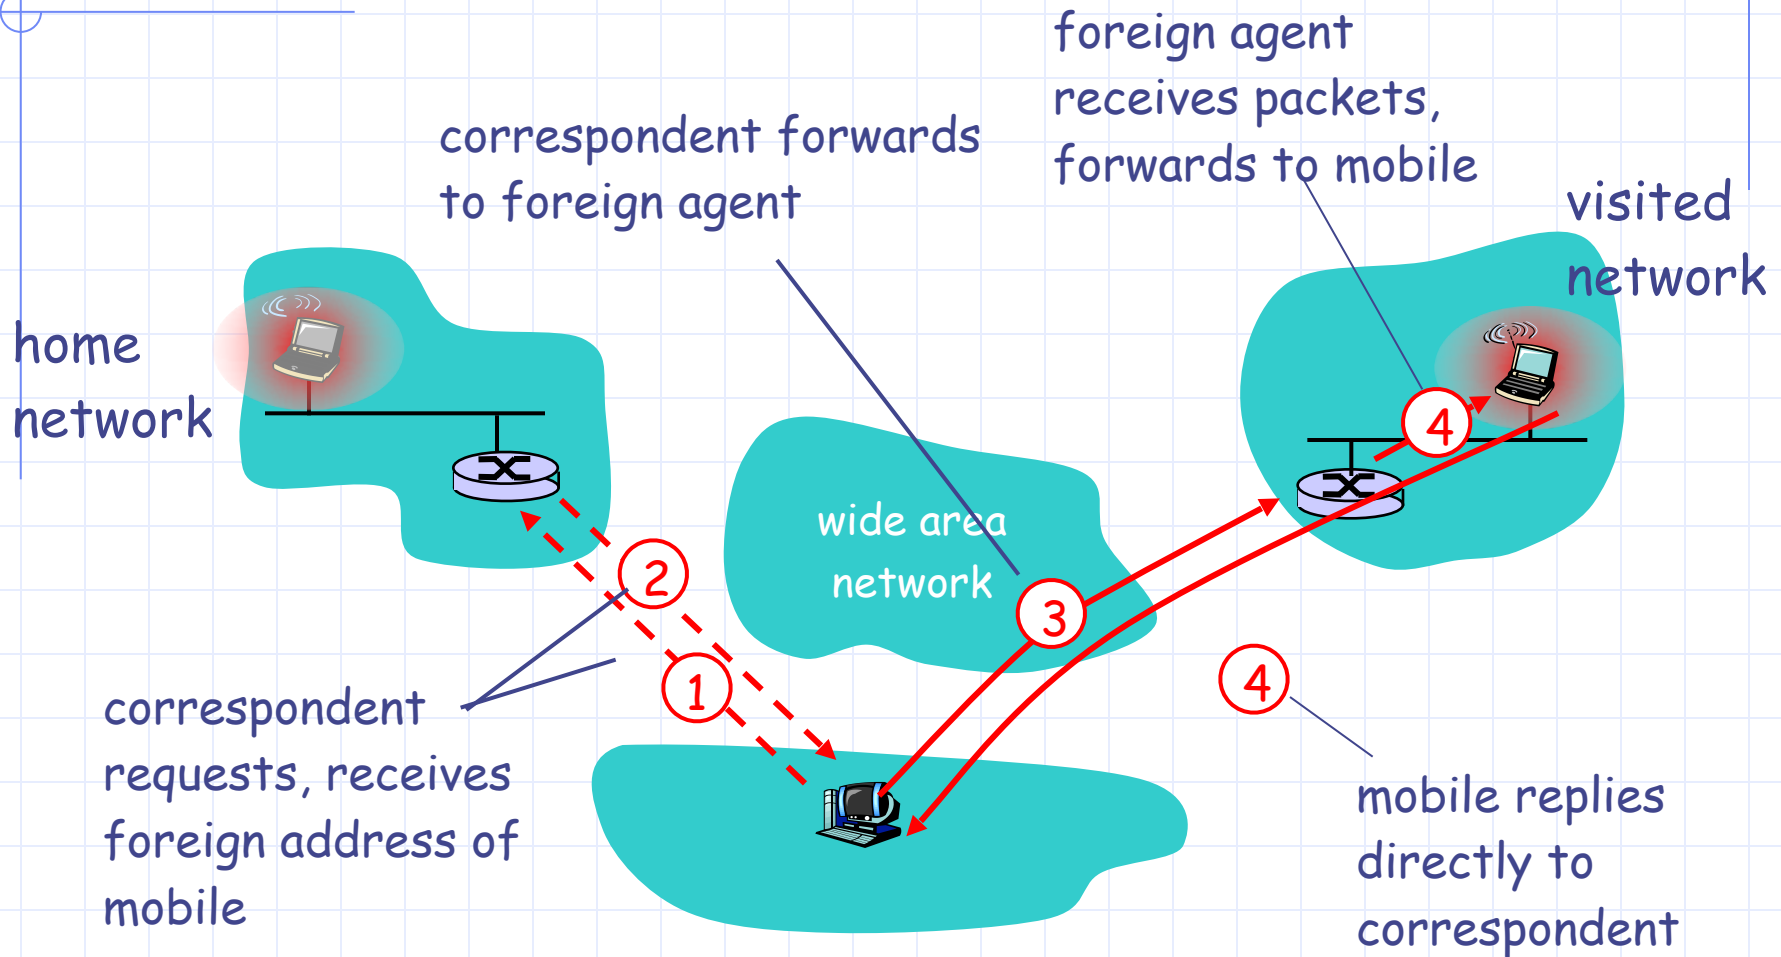 foreign agent
receives packets,
forwards to mobile
correspondent forwards
to foreign agent
visited
network
home
network
4
wide area
network
2
3
1
4
correspondent
requests, receives
foreign address of
mobile
mobile replies
directly to
correspondent